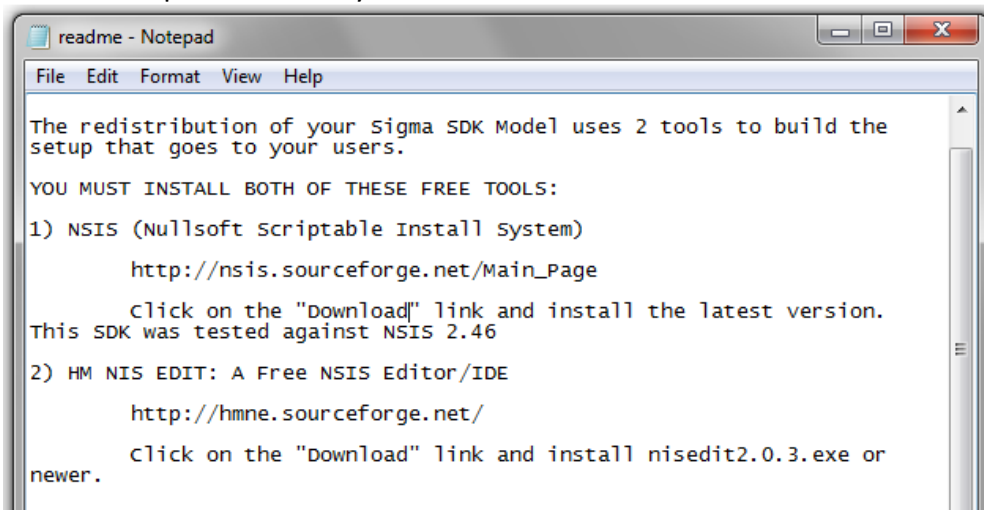 readme - Notepad
File Edit Format View Help
The redistribution of your Sigma SDK Model uses 2 tools to build the
setup that goes to your users.
YOU MUST INSTALL BOTH OF THESE FREE TOOLS:
1) NSIS (Nullsoft Scriptable Install System)
http://nsis.sourceforge.net/Main_Page
Click on the "Download" link and install the latest version.
This SDK was tested against NSIS 2.46
2) HM NIS EDIT: A Free NSIS Editor/IDE
http://hmne.sourceforge.net/
Click on the "Download" link and install nisedit2.0.3.exe or
newer.